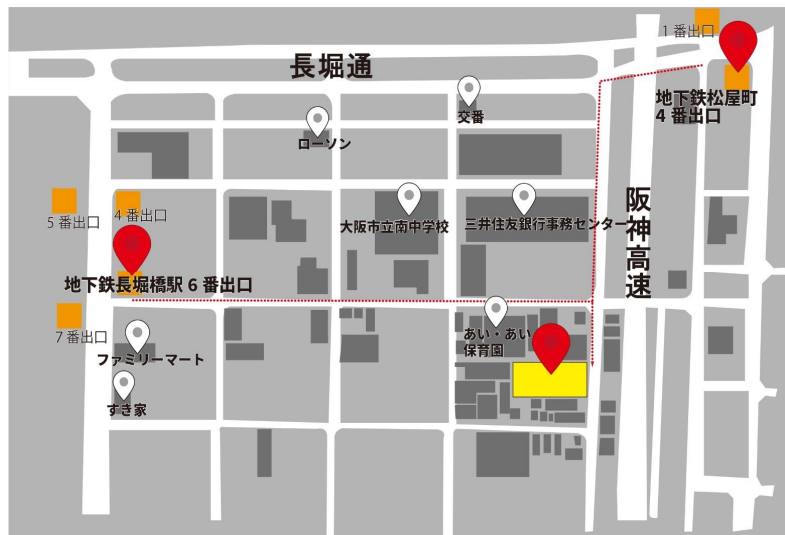 1番出口
長堀通
地下鉄松屋町
4番出口
交番
ローソン
阪神高速
5番出口
4番出口
大阪市立南中学校
三井住友銀行事務センター
地下鉄長堀橋駅6番出口
7番出口
あい・あい
保育園
ファミリーマート
すき家